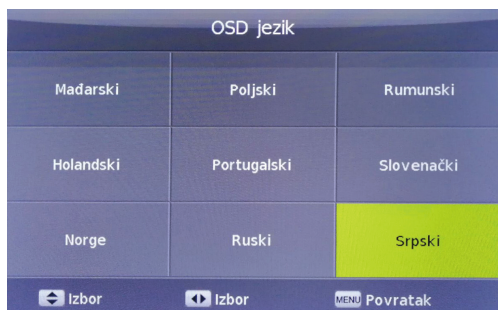 OSD jezik
Mađarski Poljski Rumunski
Holandski Portugalski Slovenački
Norge Ruski Srpski
Izbor Izbor MENU Povratak